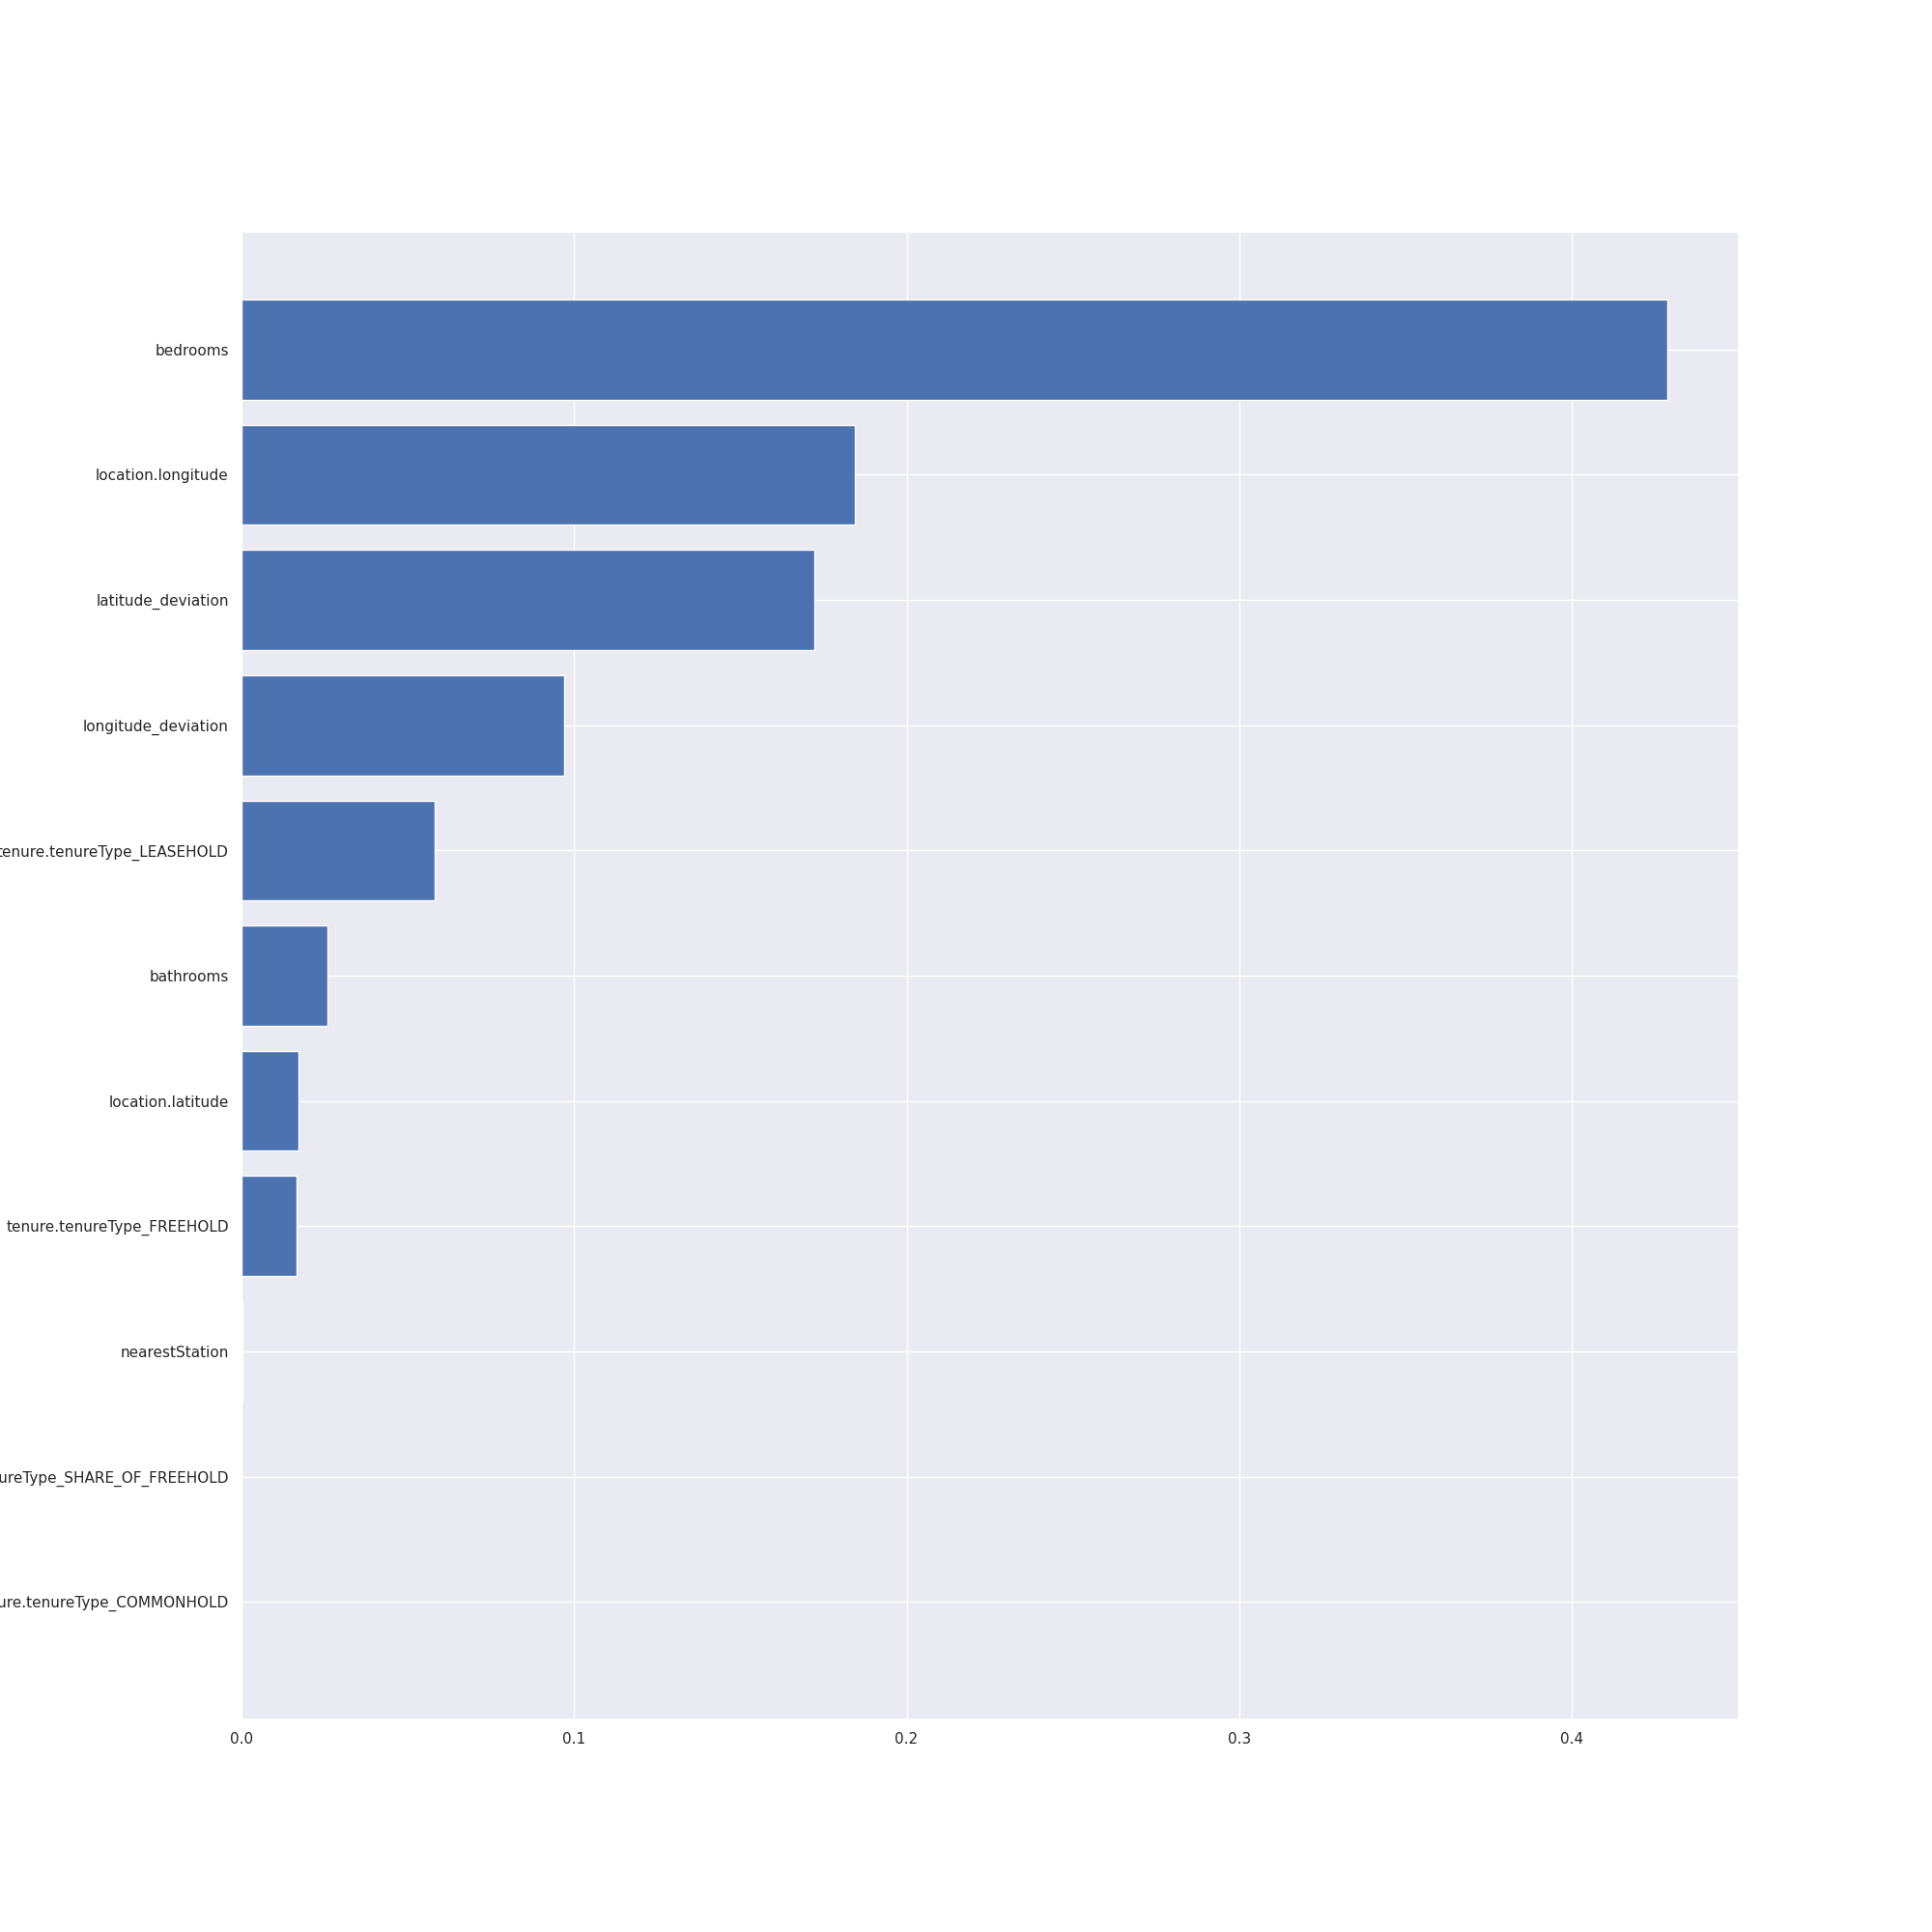 bedrooms
location.longitude
latitude_deviation
longitude_deviation
tenure.tenureType_LEASEHOLD
bathrooms
location.latitude
tenure.tenureType_FREEHOLD
nearestStation
ureType_SHARE_OF_FREEHOLD
ure.tenureType_COMMONHOLD
0.0 0.1 0.2 0.3 0.4